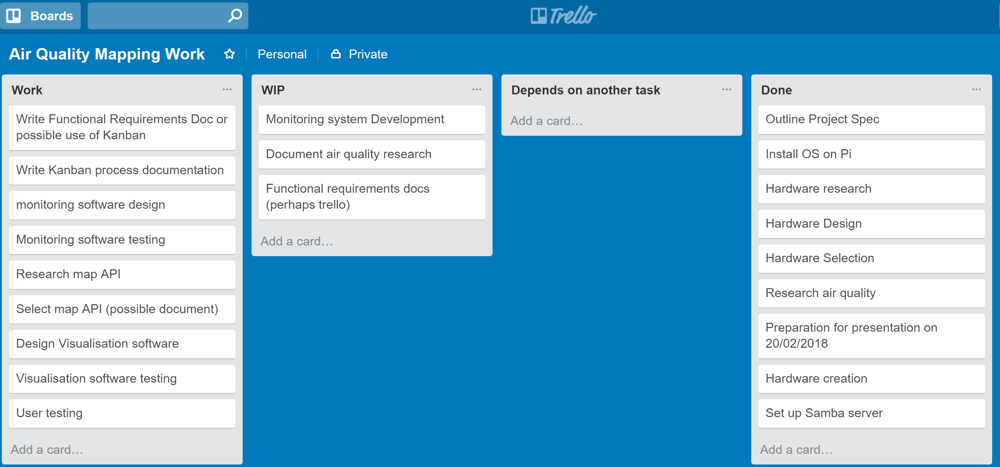 Boards
Trello
Air Quality Mapping Work
Personal
Private
Work
Write Functional Requirements Doc or
possible use of Kanban
Write Kanban process documentation
monitoring software design
Monitoring software testing
Research map API
Select map API (possible document)
Design Visualisation software
Visualisation software testing
User testing
Add a card…
WIP
Monitoring system Development
Document air quality research
Functional requirements docs
(perhaps trello)
Add a card…
Depends on another task
Add a card…
Done
Outline Project Spec
Install OS on Pi
Hardware research
Hardware Design
Hardware Selection
Research air quality
Preparation for presentation on
20/02/2018
Hardware creation
Set up Samba server
Add a card…